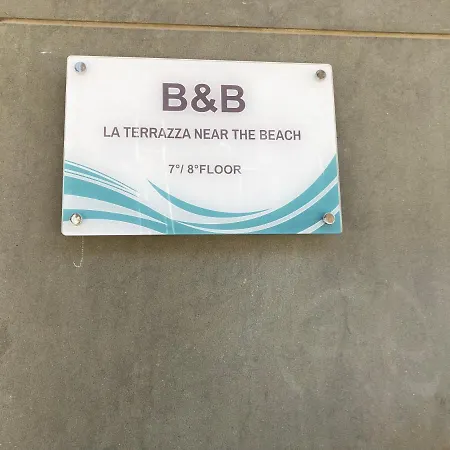 B&B
LA TERRAZZA NEAR THE BEACH
7°/ 8°FLOOR